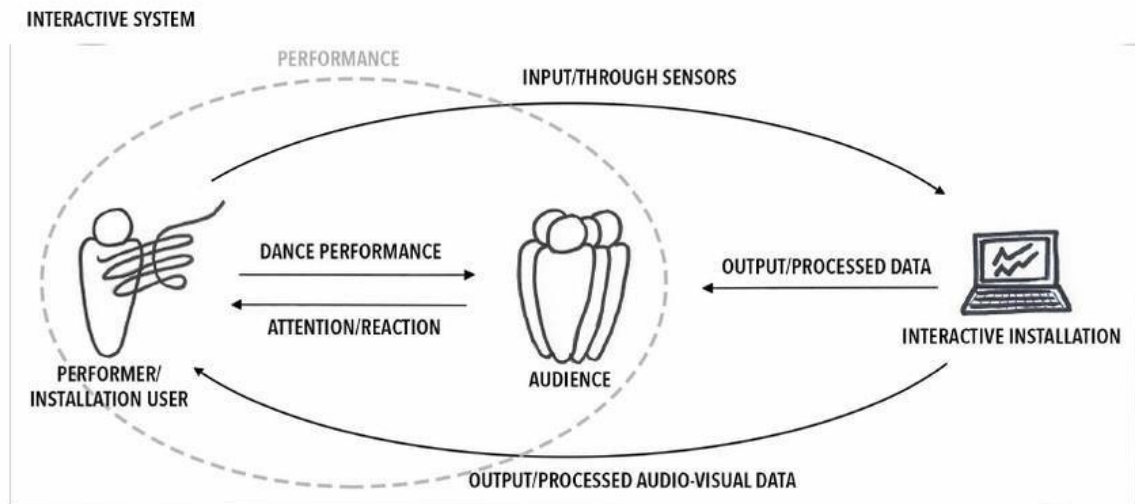 INTERACTIVE SYSTEM
PERFORMANCE
INPUT/THROUGH SENSORS
DANCE PERFORMANCE
ATTENTION/REACTION
OUTPUT/PROCESSED DATA
INTERACTIVE INSTALLATION
PERFORMER/
INSTALLATION USER
AUDIENCE
OUTPUT/PROCESSED AUDIO-VISUAL DATA